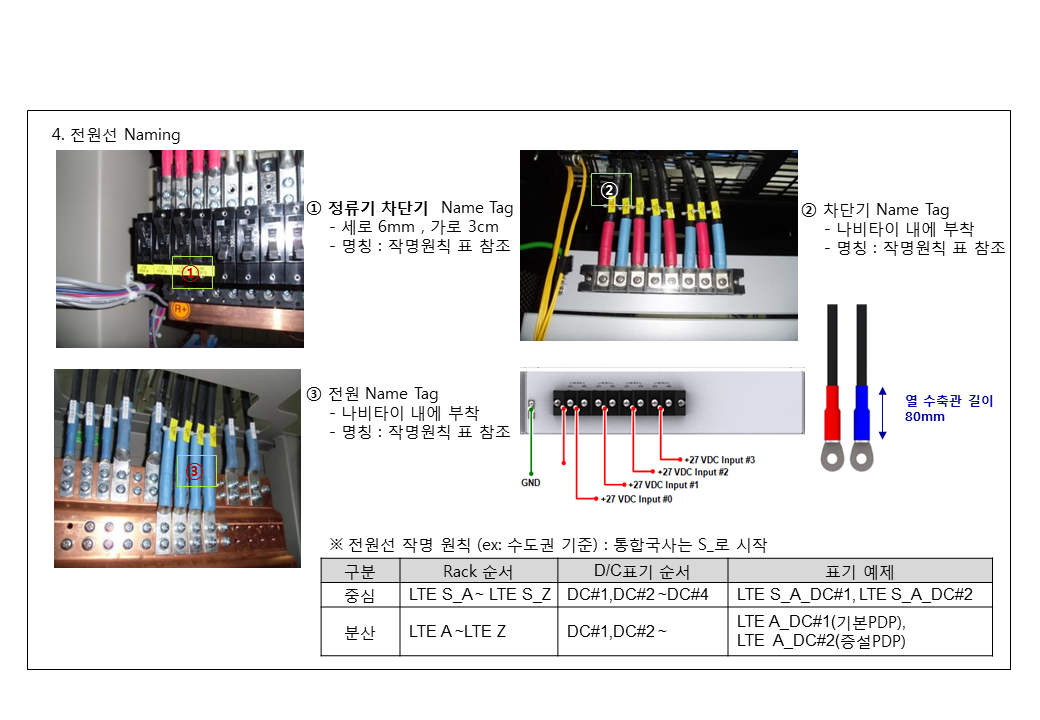 4. 전원선 Naming
①
R+
① 정류기 차단기 Name Tag
- 세로 6mm , 가로 3cm
- 명칭 : 작명원칙 표 참조
②
② 차단기 Name Tag
- 나비타이 내에 부착
- 명칭 : 작명원칙 표 참조
③
③ 전원 Name Tag
- 나비타이 내에 부착
- 명칭 : 작명원칙 표 참조
GND
+27 VDC Input #3
+27 VDC Input #2
+27 VDC Input #1
+27 VDC Input #0
열 수축관 길이
80mm
※ 전원선 작명 원칙 (ex: 수도권 기준) : 통합국사는 S_로 시작
구분 Rack 순서 D/C표기 순서 표기 예제
중심 LTE S_A~ LTE S_Z DC#1,DC#2 ~DC#4 LTE S_A_DC#1, LTE S_A_DC#2
분산 LTE A ~LTE Z DC#1,DC#2 ~ LTE A_DC#1(기본PDP),
LTE A_DC#2(증설PDP)